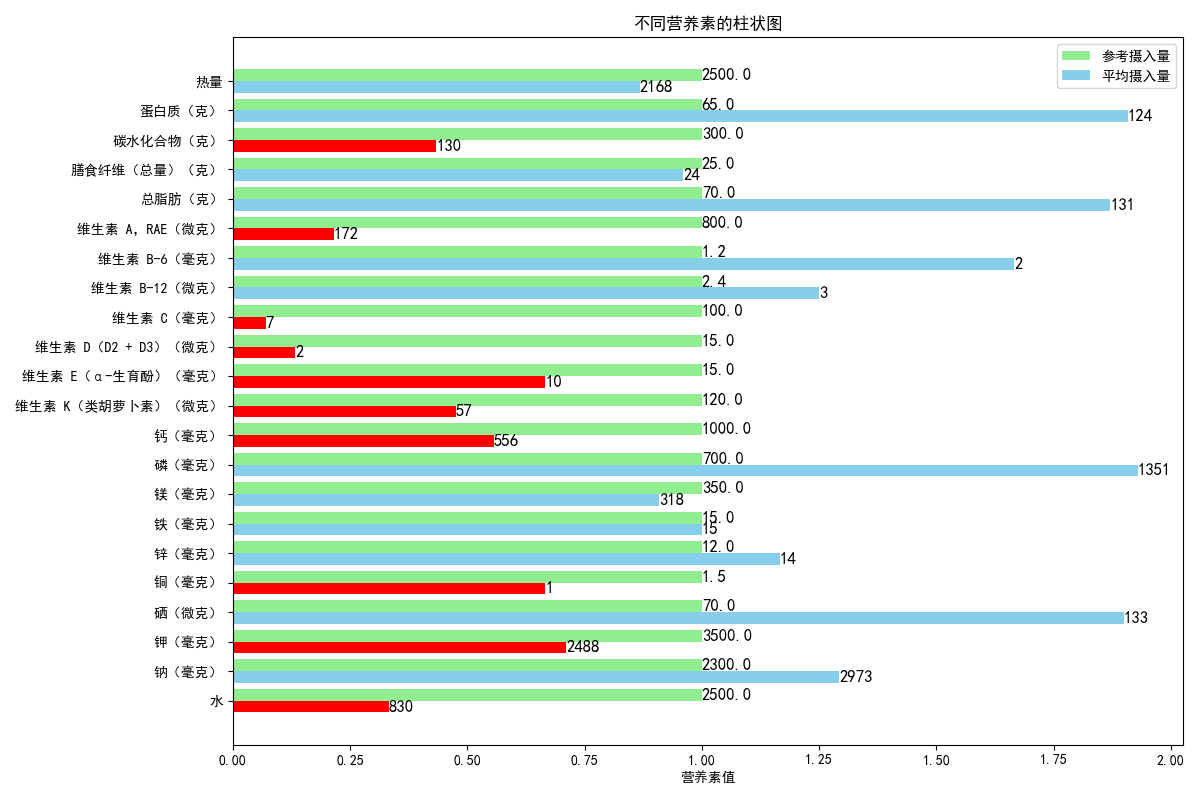 不同营养素的柱状图
参考摄入量
平均摄入量
热量 2500.0
2168
蛋白质（克） 65.0
124
碳水化合物（克） 300.0
130
膳食纤维（总量）（克） 25.0
24
总脂肪（克） 70.0
131
维生素 A，RAE（微克） 800.0
172
维生素 B-6（毫克） 1.2
2
维生素 B-12（微克） 2.4
3
维生素 C（毫克） 100.0
7
维生素 D（D2 + D3）（微克） 15.0
2
维生素 E（α-生育酚）（毫克） 15.0
10
维生素 K（类胡萝卜素）（微克） 120.0
57
钙（毫克） 1000.0
556
磷（毫克） 700.0
1351
镁（毫克） 350.0
318
铁（毫克） 15.0
15
锌（毫克） 12.0
14
铜（毫克） 1.5
1
硒（微克） 70.0
133
钾（毫克） 3500.0
2488
钠（毫克） 2300.0
2973
水 2500.0
830
0.00 0.25 0.50 0.75 1.00 1.25 1.50 1.75 2.00
营养素值